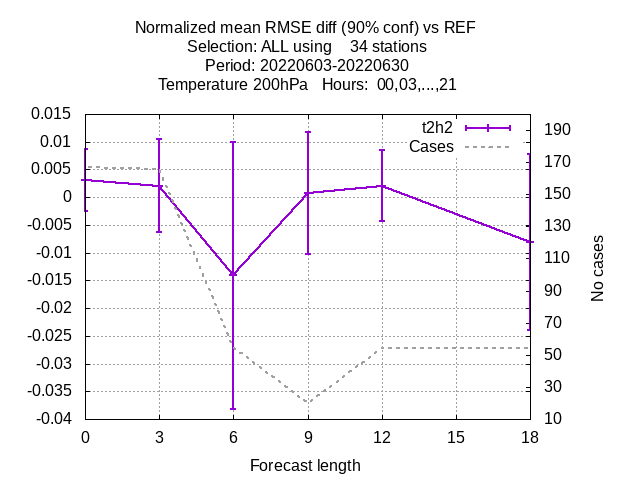 Normalized mean RMSE diff (90% conf) vs REF
Selection: ALL using    34 stations
Period: 20220603-20220630
Temperature 200hPa   Hours:  00,03,...,21
t2h2
Cases
0.015
0.01
0.005
0
-0.005
-0.01
-0.015
-0.02
-0.025
-0.03
-0.035
-0.04
190
170
150
130
110
90
70
50
30
10
No cases
0 3 6 9 12 15 18
Forecast length